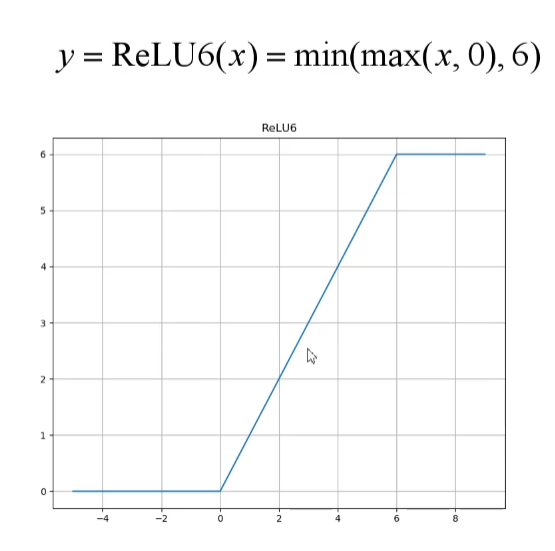 y = ReLU6(x) = min(max(x, 0), 6)
ReLU6
6
5
4
3
2
1
0
−4 −2 0 2 4 6 8